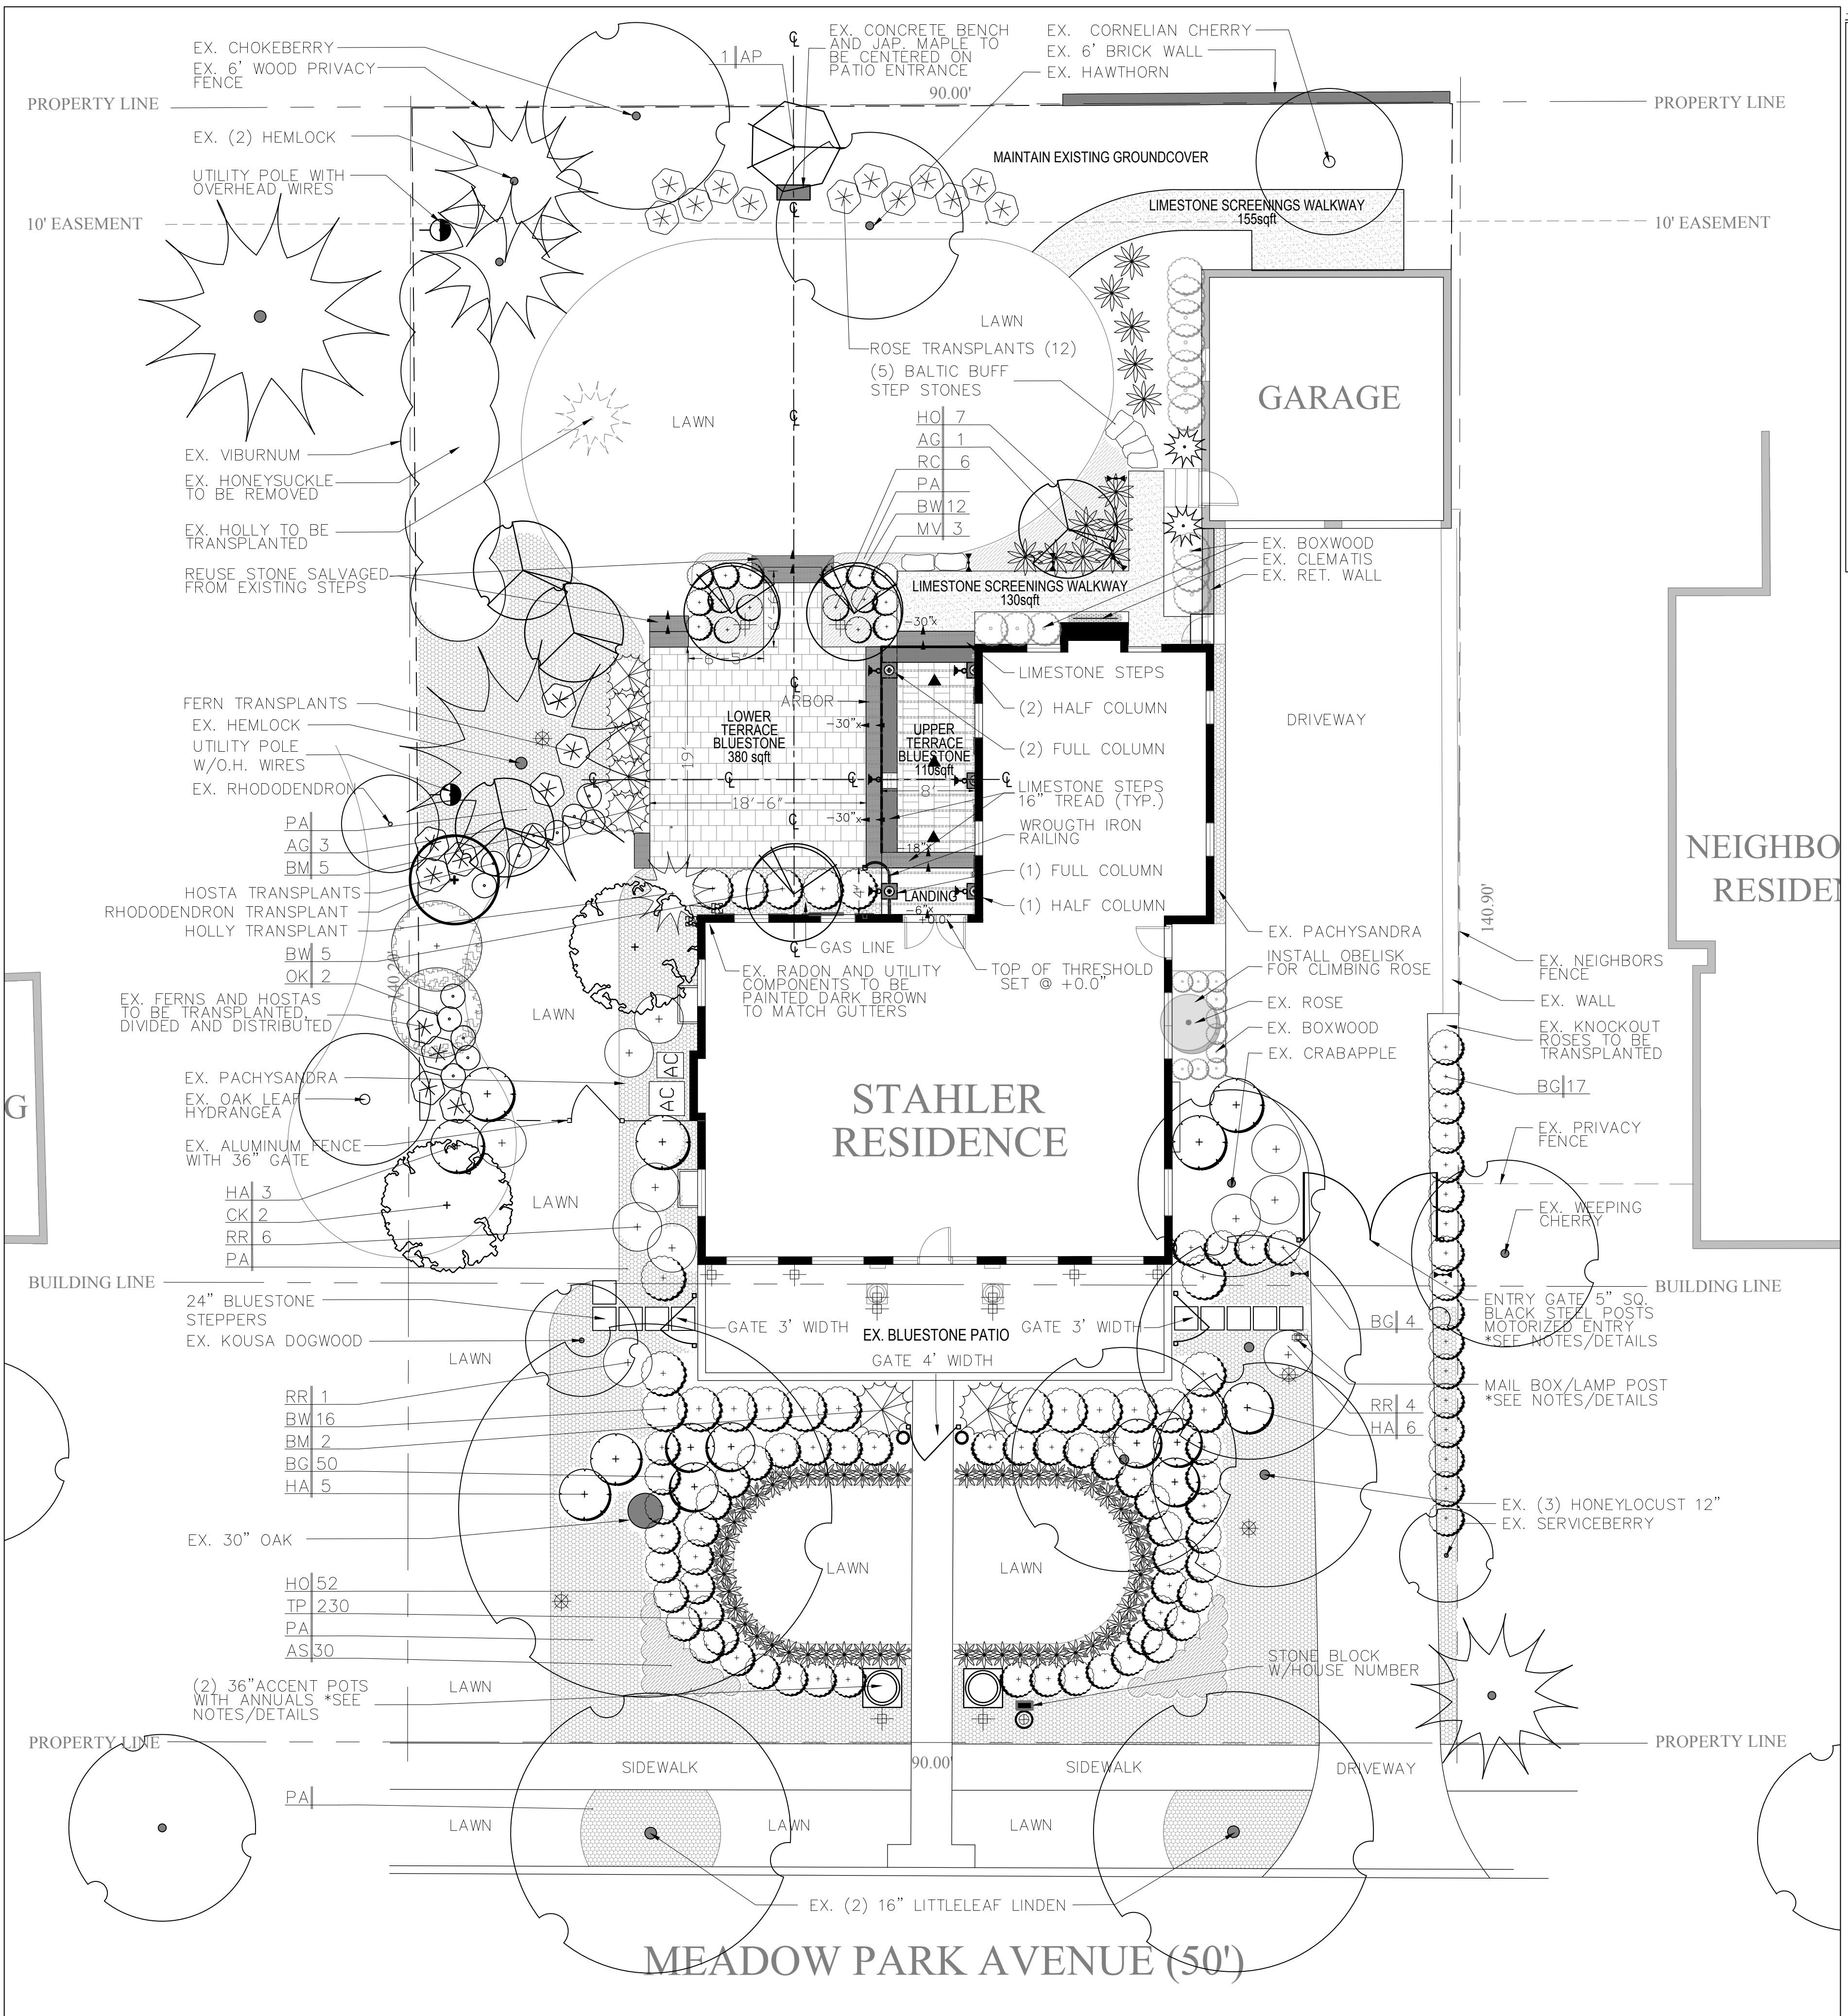 EX. CHOKEBERRY
EX. 6' WOOD PRIVACY
FENCE
1 AP
℄
EX. CONCRETE BENCH
AND JAP. MAPLE TO
BE CENTERED ON
PATIO ENTRANCE
EX. CORNELIAN CHERRY
EX. 6' BRICK WALL
EX. HAWTHORN
90.00'
PROPERTY LINE
PROPERTY LINE
EX. (2) HEMLOCK
MAINTAIN EXISTING GROUNDCOVER
UTILITY POLE WITH
OVERHEAD WIRES
℄
LIMESTONE SCREENINGS WALKWAY
155sqft
10' EASEMENT
10' EASEMENT
LAWN
ROSE TRANSPLANTS (12)
(5) BALTIC BUFF
STEP STONES
GARAGE
LAWN
℄
HO 7
AG 1
RC 6
PA
BW 12
MV 3
EX. VIBURNUM
EX. HONEYSUCKLE
TO BE REMOVED
EX. HOLLY TO BE
TRANSPLANTED
REUSE STONE SALVAGED
FROM EXISTING STEPS
EX. BOXWOOD
EX. CLEMATIS
EX. RET. WALL
LIMESTONE SCREENINGS WALKWAY
130sqft
-30"x
6'-5"
LIMESTONE STEPS
℄
ARBOR
FERN TRANSPLANTS
EX. HEMLOCK
UTILITY POLE
W/O.H. WIRES
EX. RHODODENDRON
LOWER
TERRACE
BLUESTONE
380 sqft
-30"x
UPPER
TERRACE
BLUESTONE
110sqft
(2) HALF COLUMN
(2) FULL COLUMN
DRIVEWAY
19'
℄
℄
℄
℄
8'
18'-6"
LIMESTONE STEPS
16" TREAD (TYP.)
℄
-30"x
WROUGTH IRON
RAILING
-18"x
PA
AG 3
BM 5
(1) FULL COLUMN
HOSTA TRANSPLANTS
RHODODENDRON TRANSPLANT
HOLLY TRANSPLANT
4'
LANDING
-6"x
+0.0"
(1) HALF COLUMN
NEIGHBO
RESIDEN
140.90'
BW 5
OK 2
℄
GAS LINE
EX. RADON AND UTILITY
COMPONENTS TO BE
PAINTED DARK BROWN
TO MATCH GUTTERS
TOP OF THRESHOLD
SET @ +0.0"
EX. PACHYSANDRA
INSTALL OBELISK
FOR CLIMBING ROSE
EX. ROSE
EX. BOXWOOD
EX. CRABAPPLE
EX. NEIGHBORS
FENCE
EX. WALL
EX. KNOCKOUT
ROSES TO BE
TRANSPLANTED
140.20'
EX. FERNS AND HOSTAS
TO BE TRANSPLANTED,
DIVIDED AND DISTRIBUTED
LAWN
EX. PACHYSANDRA
EX. OAK LEAF
HYDRANGEA
AC
AC
BG 17
G
STAHLER
RESIDENCE
EX. ALUMINUM FENCE
WITH 36" GATE
EX. PRIVACY
FENCE
HA 3
CK 2
RR 6
PA
LAWN
EX. WEEPING
CHERRY
BUILDING LINE
BUILDING LINE
24" BLUESTONE
STEPPERS
EX. KOUSA DOGWOOD
GATE 3' WIDTH
EX. BLUESTONE PATIO
GATE 3' WIDTH
GATE 4' WIDTH
BG 4
ENTRY GATE 5" SQ.
BLACK STEEL POSTS
MOTORIZED ENTRY
*SEE NOTES/DETAILS
LAWN
MAIL BOX/LAMP POST
*SEE NOTES/DETAILS
RR 1
BW 16
BM 2
BG 50
HA 5
RR 4
HA 6
EX. (3) HONEYLOCUST 12"
EX. SERVICEBERRY
EX. 30" OAK
LAWN
LAWN
HO 52
TP 230
PA
AS 30
STONE BLOCK
W/HOUSE NUMBER
(2) 36"ACCENT POTS
WITH ANNUALS *SEE
NOTES/DETAILS
LAWN
PROPERTY LINE
PROPERTY LINE
SIDEWALK
90.00'
SIDEWALK
DRIVEWAY
PA
LAWN
LAWN
LAWN
EX. (2) 16" LITTLELEAF LINDEN
MEADOW PARK AVENUE (50')